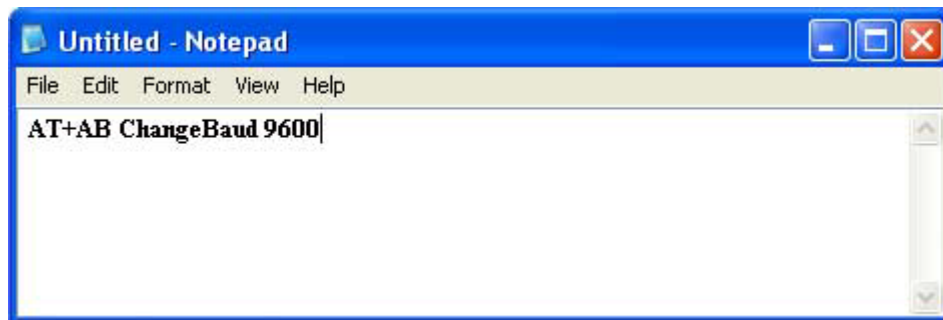 Untitled - Notepad
File Edit Format View Help
AT+AB ChangeBaud 9600